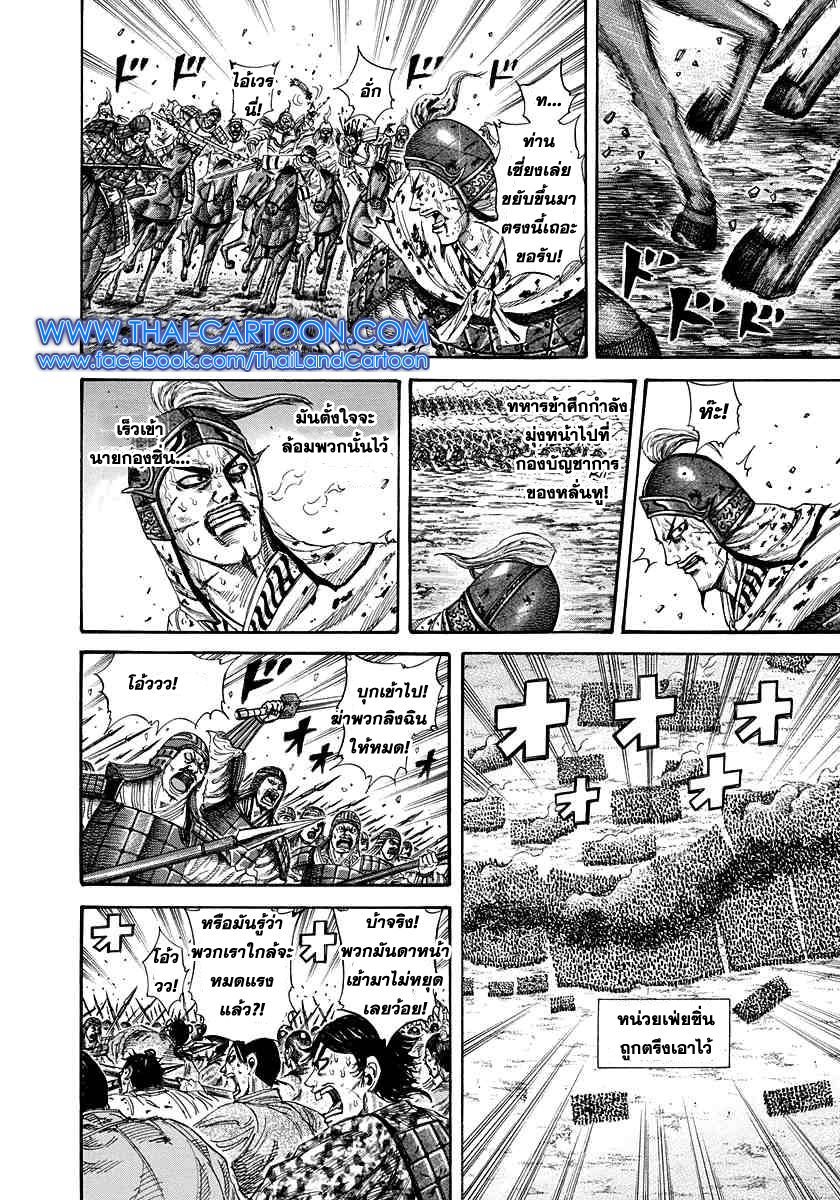 ド
ド
ド
ท...
ท่าน
เซี่ยงเล่ย
ขยับขึ้นมา
ตรงนี้เถอะ
ขอรับ!
อั่ก
ไอ้เวร
นี่!
ド
ド
ド
WWW.THAI-CARTOON.COM
www.facebook.com/ThaiLandCartoon
ห๊ะ!
ทหารข้าศึกกำลัง
มุ่งหน้าไปที่
กองบัญชาการ
ของหลั่นทู!
มันตั้งใจจะ
ล้อมพวกนั้นไว้
เร็วเข้า
นายกองซิ่น...
オ
オ
オ
オ
オ
หน่วยเฟยซิ่น
ถูกตรึงเอาไว้
บุกเข้าไป!
ฆ่าพวกลิงฉิน
ให้หมด!
ド
オ
オ
โอ้ววว!
บ้าจริง!
พวกมันดาหน้า
เข้ามาไม่หยุด
เลยว้อย!
オ
หรือมันรู้ว่า
พวกเราใกล้จะ
หมดแรง
แล้ว?!
オ
โอ้ว
วว!